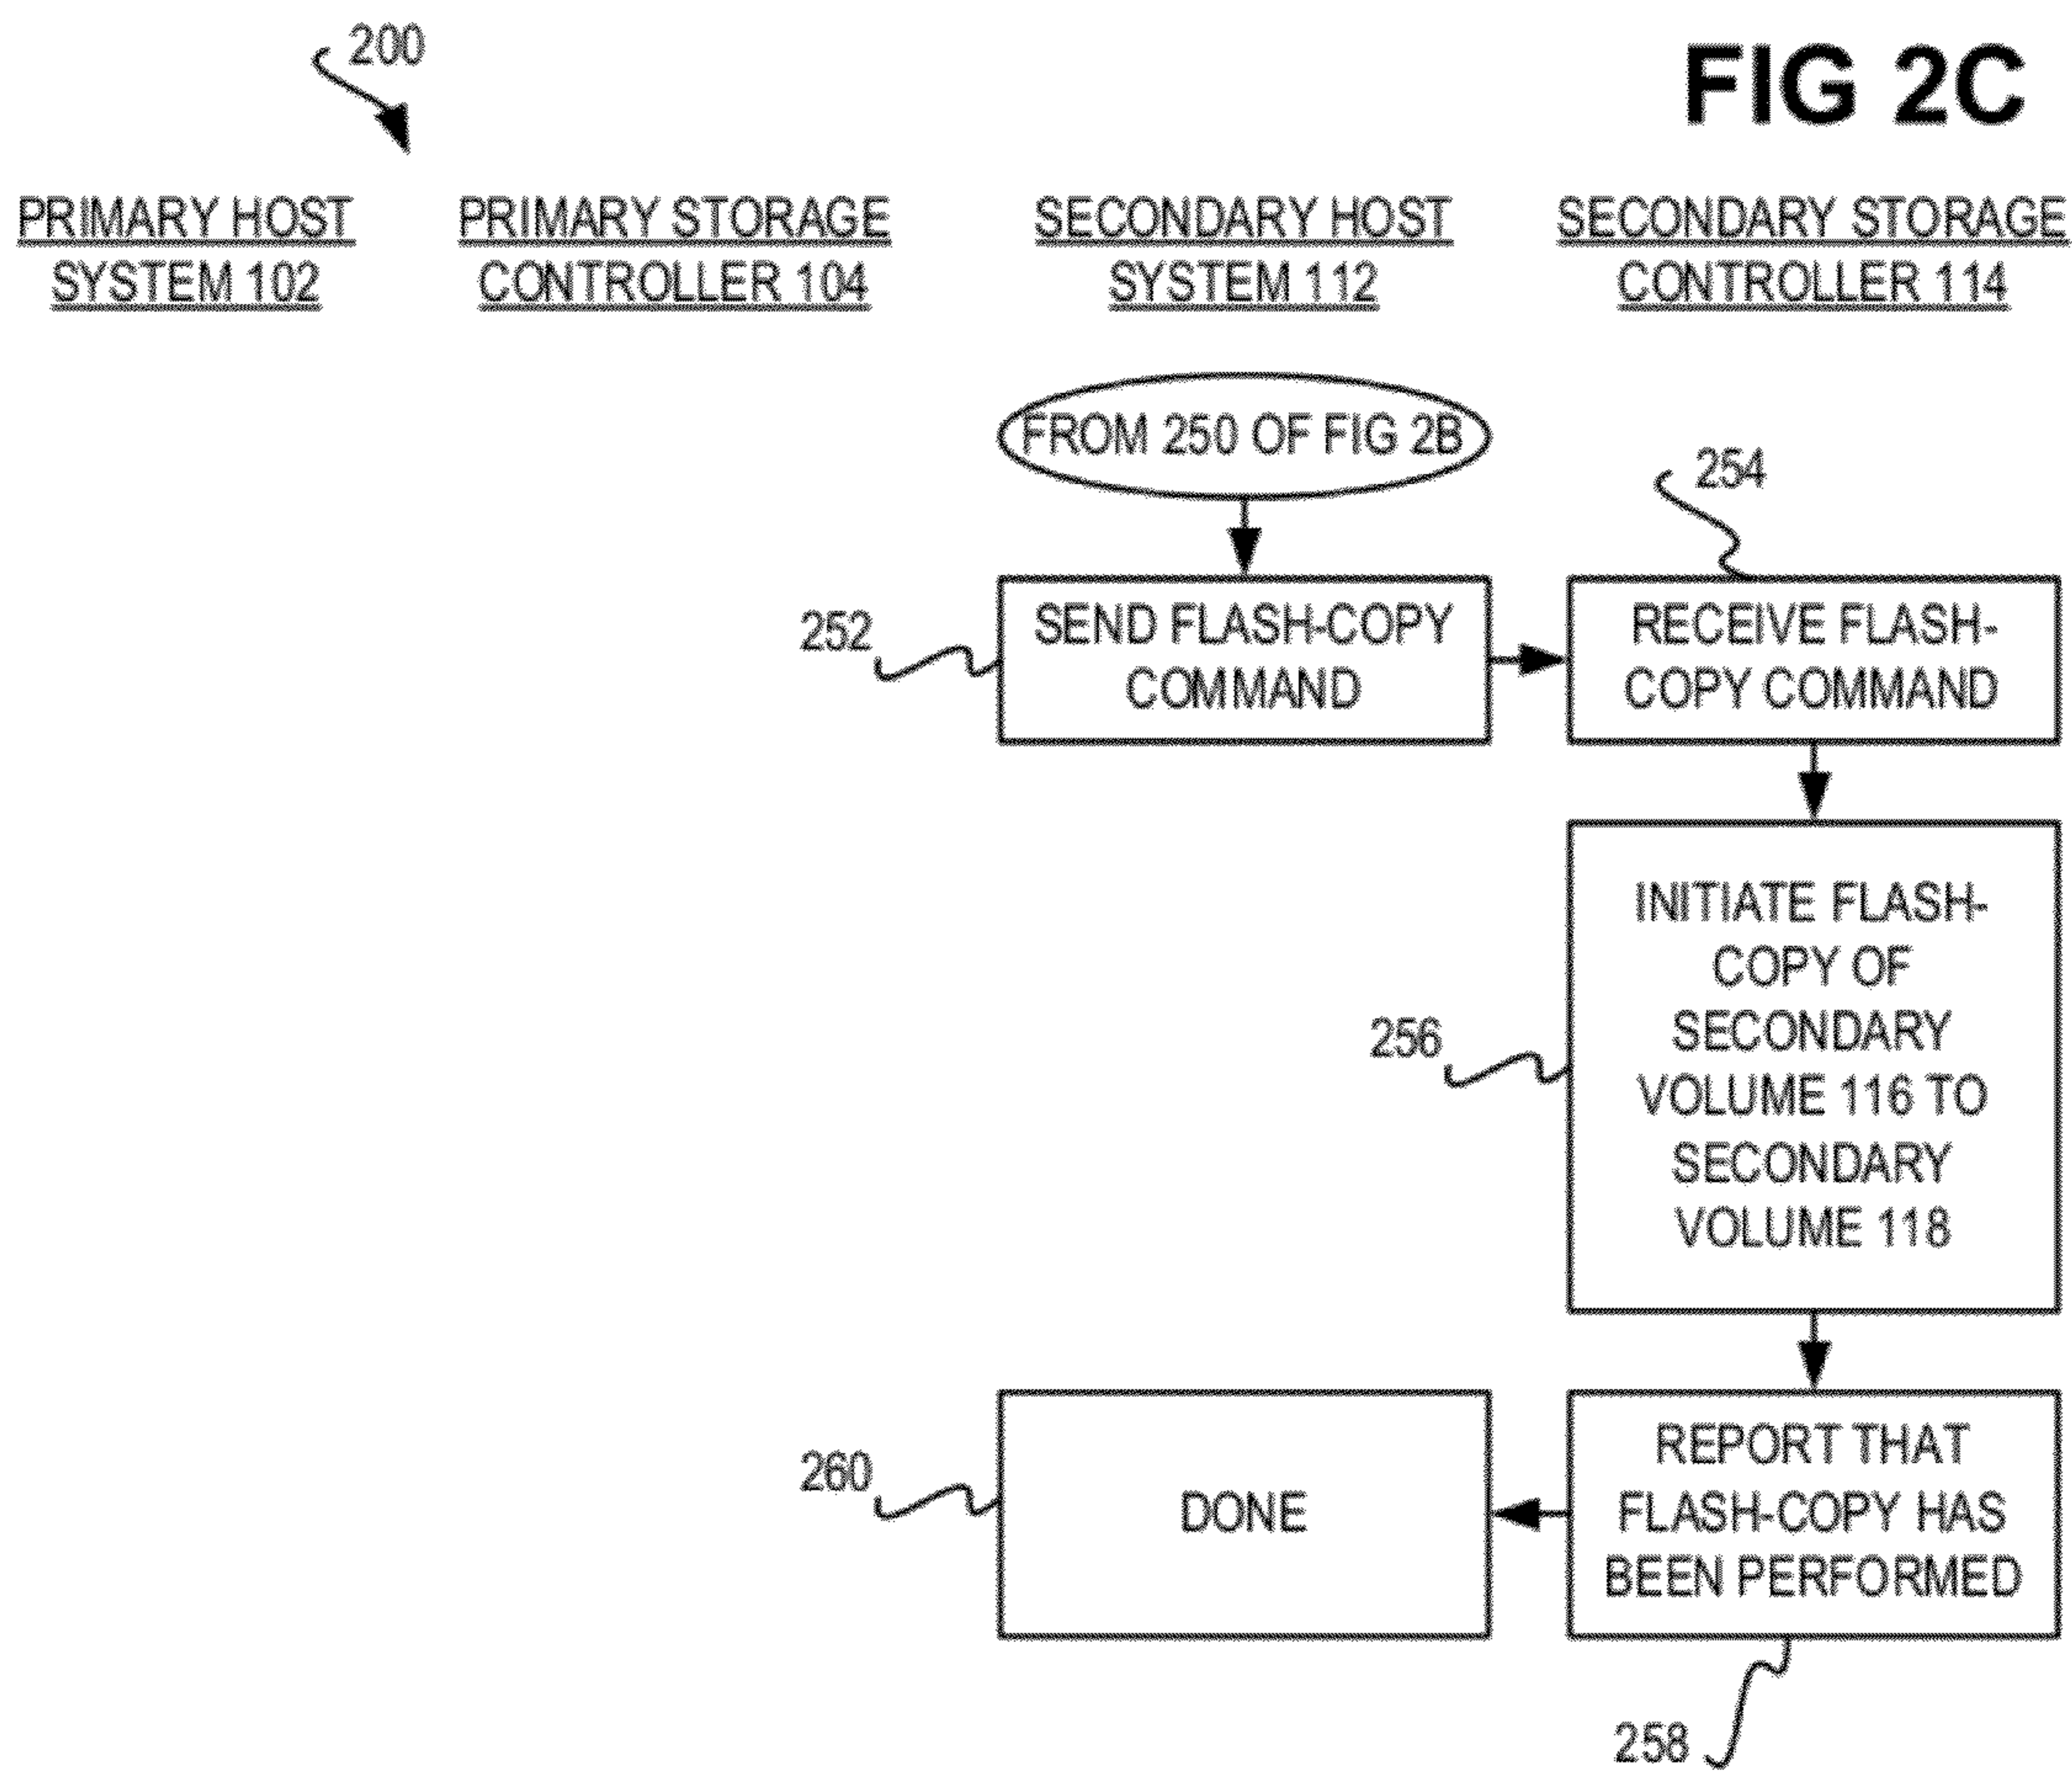 200
FIG 2C
PRIMARY HOST
SYSTEM 102
PRIMARY STORAGE
CONTROLLER 104
SECONDARY HOST
SYSTEM 112
SECONDARY STORAGE
CONTROLLER 114
FROM 250 OF FIG 2B
254
252
SEND FLASH-COPY
COMMAND
RECEIVE FLASH-
COPY COMMAND
256
INITIATE FLASH-
COPY OF
SECONDARY
VOLUME 116 TO
SECONDARY
VOLUME 118
260
DONE
REPORT THAT
FLASH-COPY HAS
BEEN PERFORMED
258